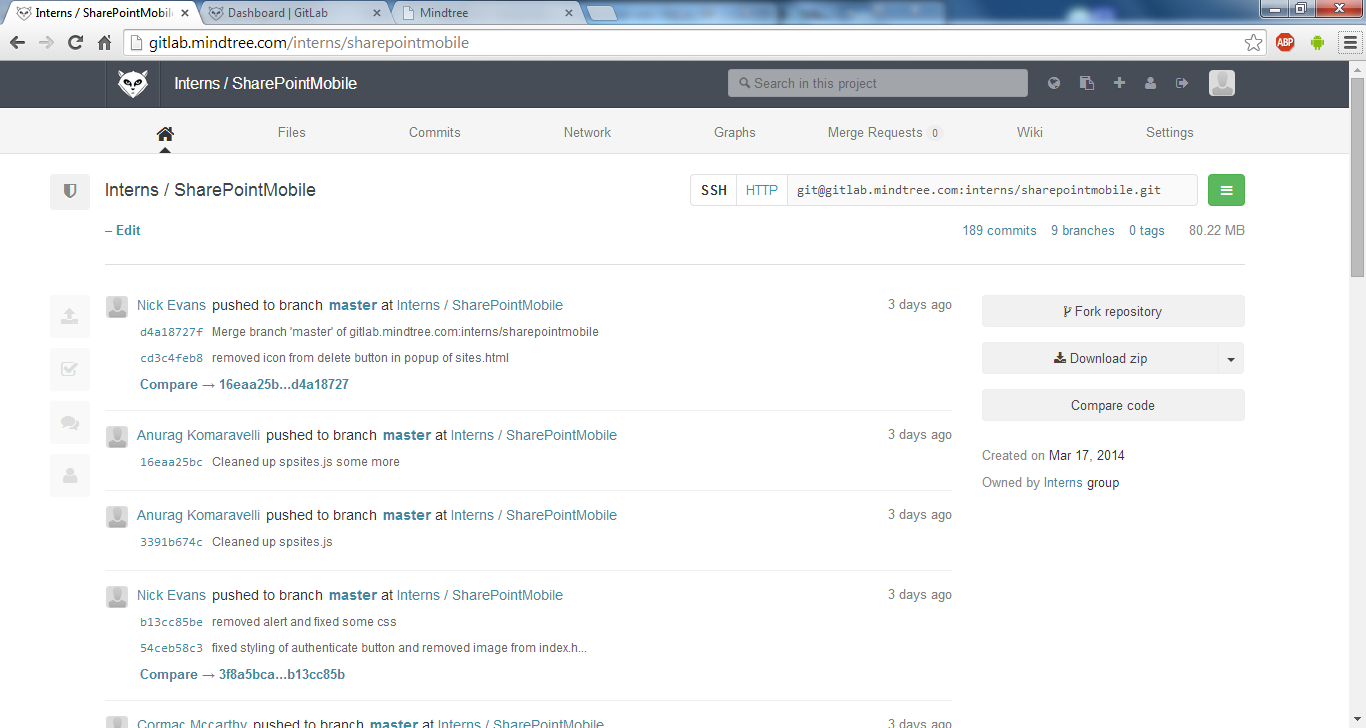 Interns / SharePointMobile
Dashboard | GitLab
Mindtree
gitlab.mindtree.com/interns/sharepointmobile
ABP
Interns / SharePointMobile
Search in this project
Files
Commits
Network
Graphs
Merge Requests 0
Wiki
Settings
Interns / SharePointMobile
SSH
HTTP
git@gitlab.mindtree.com:interns/sharepointmobile.git
– Edit
189 commits
9 branches
0 tags
80.22 MB
Nick Evans pushed to branch master at Interns / SharePointMobile
3 days ago
d4a18727f Merge branch 'master' of gitlab.mindtree.com:interns/sharepointmobile
cd3c4feb8 removed icon from delete button in popup of sites.html
Compare → 16eaa25b...d4a18727
Anurag Komaravelli pushed to branch master at Interns / SharePointMobile
3 days ago
16eaa25bc Cleaned up spsites.js some more
Anurag Komaravelli pushed to branch master at Interns / SharePointMobile
3 days ago
3391b674c Cleaned up spsites.js
Nick Evans pushed to branch master at Interns / SharePointMobile
3 days ago
b13cc85be removed alert and fixed some css
54ceb58c3 fixed styling of authenticate button and removed image from index.h...
Compare → 3f8a5bca...b13cc85b
Cormac Mccarthy pushed to branch master at Interns / SharePointMobile
3 days ago
Fork repository
Download zip
Compare code
Created on Mar 17, 2014
Owned by Interns group